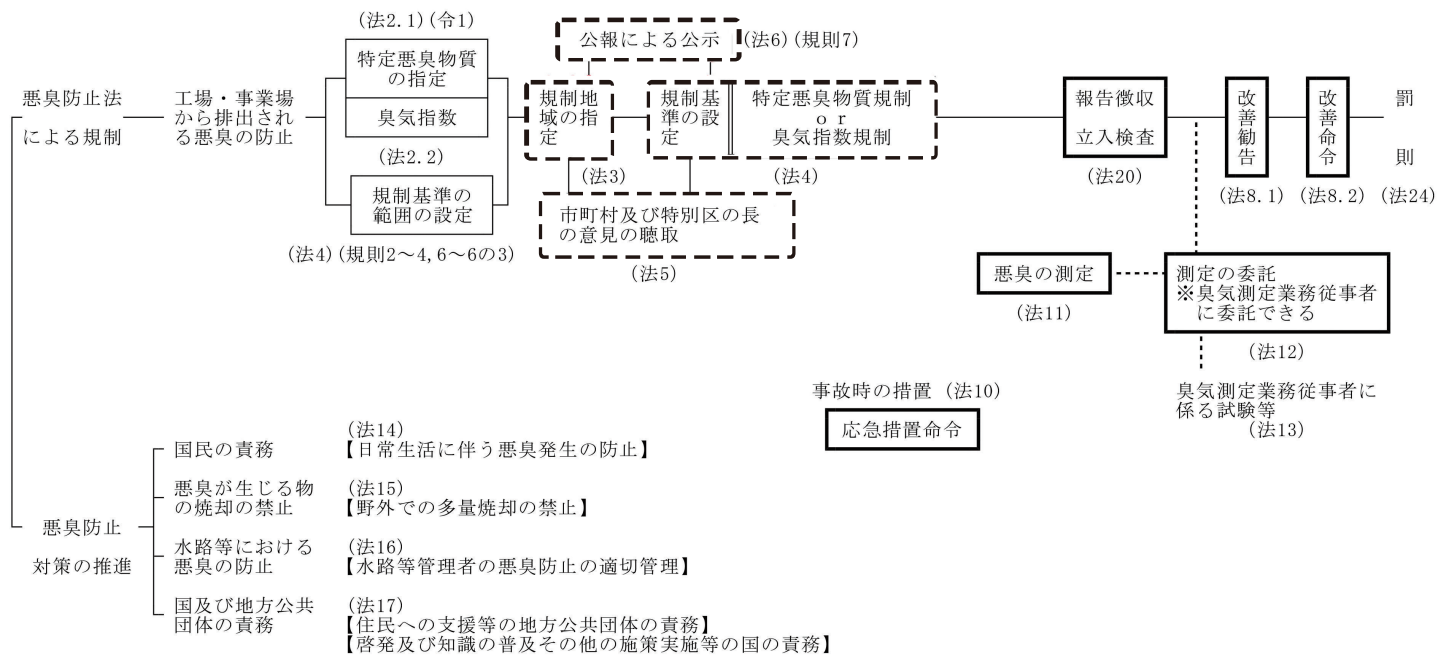 (法2.1)(令1)
特定悪臭物質
の指定
臭気指数
(法2.2)
規制基準の
範囲の設定
(法4)(規則2～4,6～6の3)
悪臭防止法
による規制
工場・事業場
から排出され
る悪臭の防止
公報による公示
(法6)(規則7)
規制地
域の指
定
(法3)
規制基
準の設
定
特定悪臭物質規制
or
臭気指数規制
(法4)
市町村及び特別区の長
の意見の聴取
(法5)
報告徴収
立入検査
(法20)
改善勧告
(法8.1)
改善命令
(法8.2)
罰則
(法24)
悪臭の測定
(法11)
測定の委託
※臭気測定業務従事者
に委託できる
(法12)
臭気測定業務従事者に
係る試験等
(法13)
事故時の措置 (法10)
応急措置命令
悪臭防止
対策の推進
国民の責務
(法14)
【日常生活に伴う悪臭発生の防止】
悪臭が生じる物
の焼却の禁止
(法15)
【野外での多量焼却の禁止】
水路等における
悪臭の防止
(法16)
【水路等管理者の悪臭防止の適切管理】
国及び地方公共
団体の責務
(法17)
【住民への支援等の地方公共団体の責務】
【啓発及び知識の普及その他の施策実施等の国の責務】